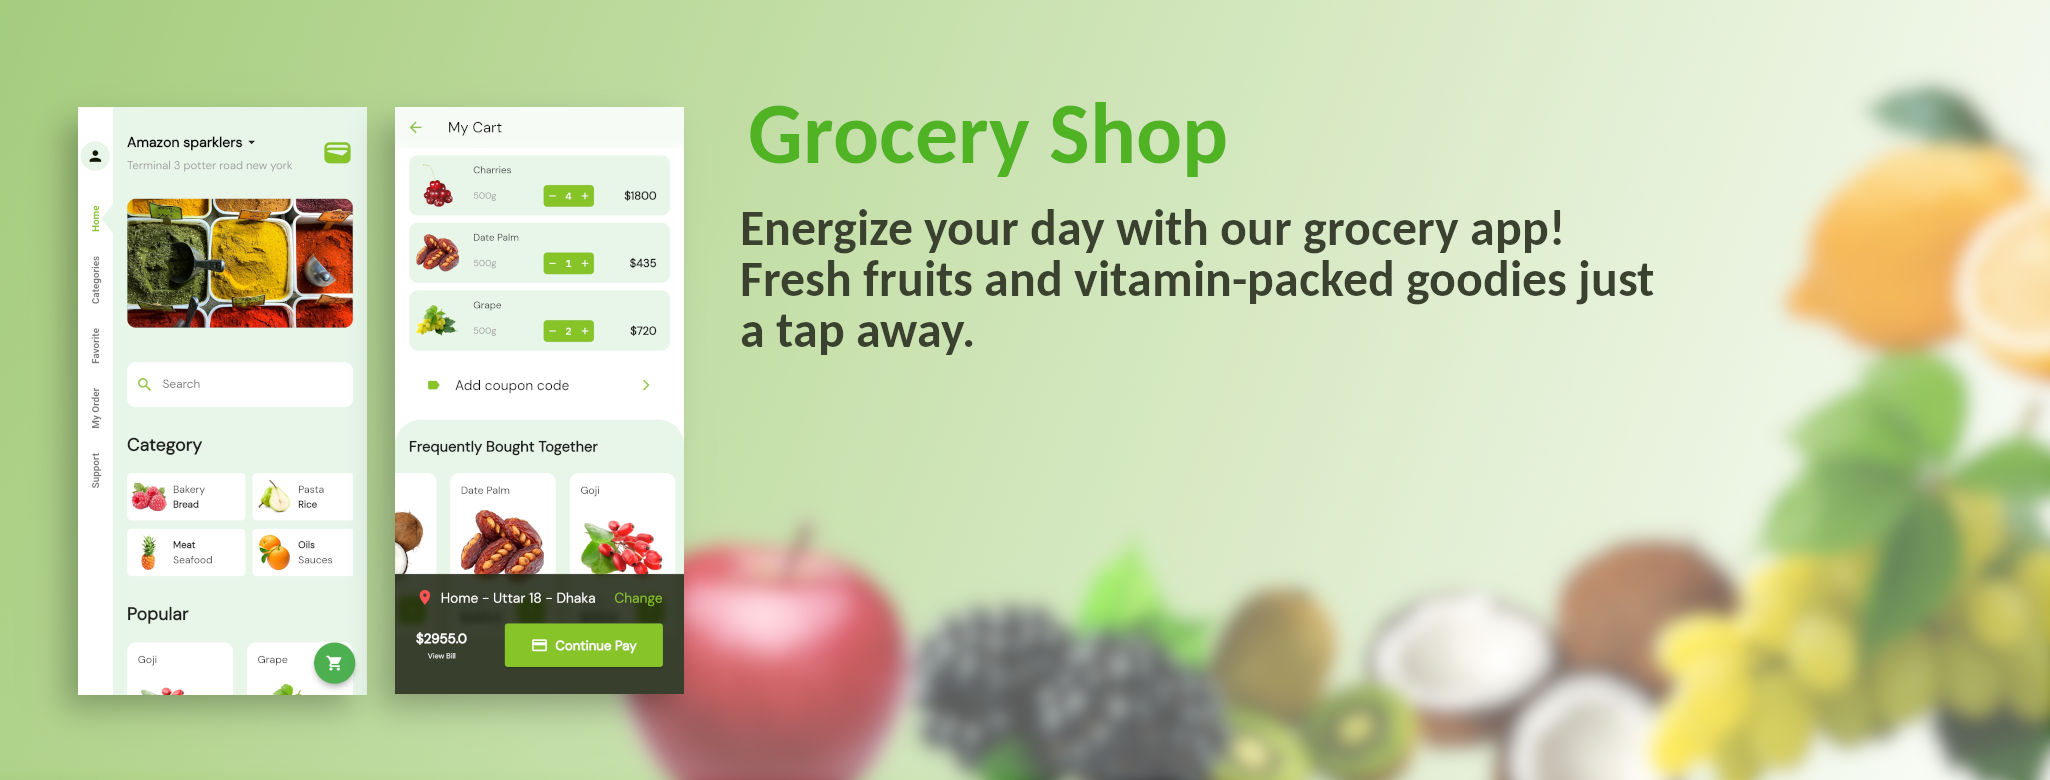 Amazon sparklers
Terminal 3 potter road new york
Home
Categories
Favorite
My Order
Support
Search
Category
Bakery
Bread
Pasta
Rice
Meat
Seafood
Oils
Sauces
Popular
Goji
Grape
My Cart
Charries
500g
− 4 +
$1800
Date Palm
500g
− 1 +
$435
Grape
500g
− 2 +
$720
Add coupon code
Frequently Bought Together
Date Palm
Goji
Home - Uttar 18 - Dhaka
Change
$2955.0
View Bill
Continue Pay
Grocery Shop
Energize your day with our grocery app!
Fresh fruits and vitamin-packed goodies just
a tap away.